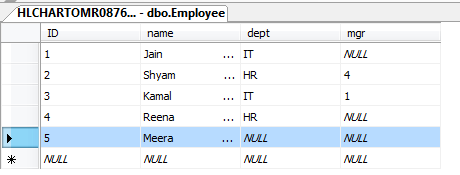 HLCHARTOMR0876... - dbo.Employee
ID name dept mgr
1 Jain ... IT NULL
2 Shyam ... HR 4
3 Kamal ... IT 1
4 Reena ... HR NULL
5 Meera ... NULL NULL
NULL NULL NULL NULL